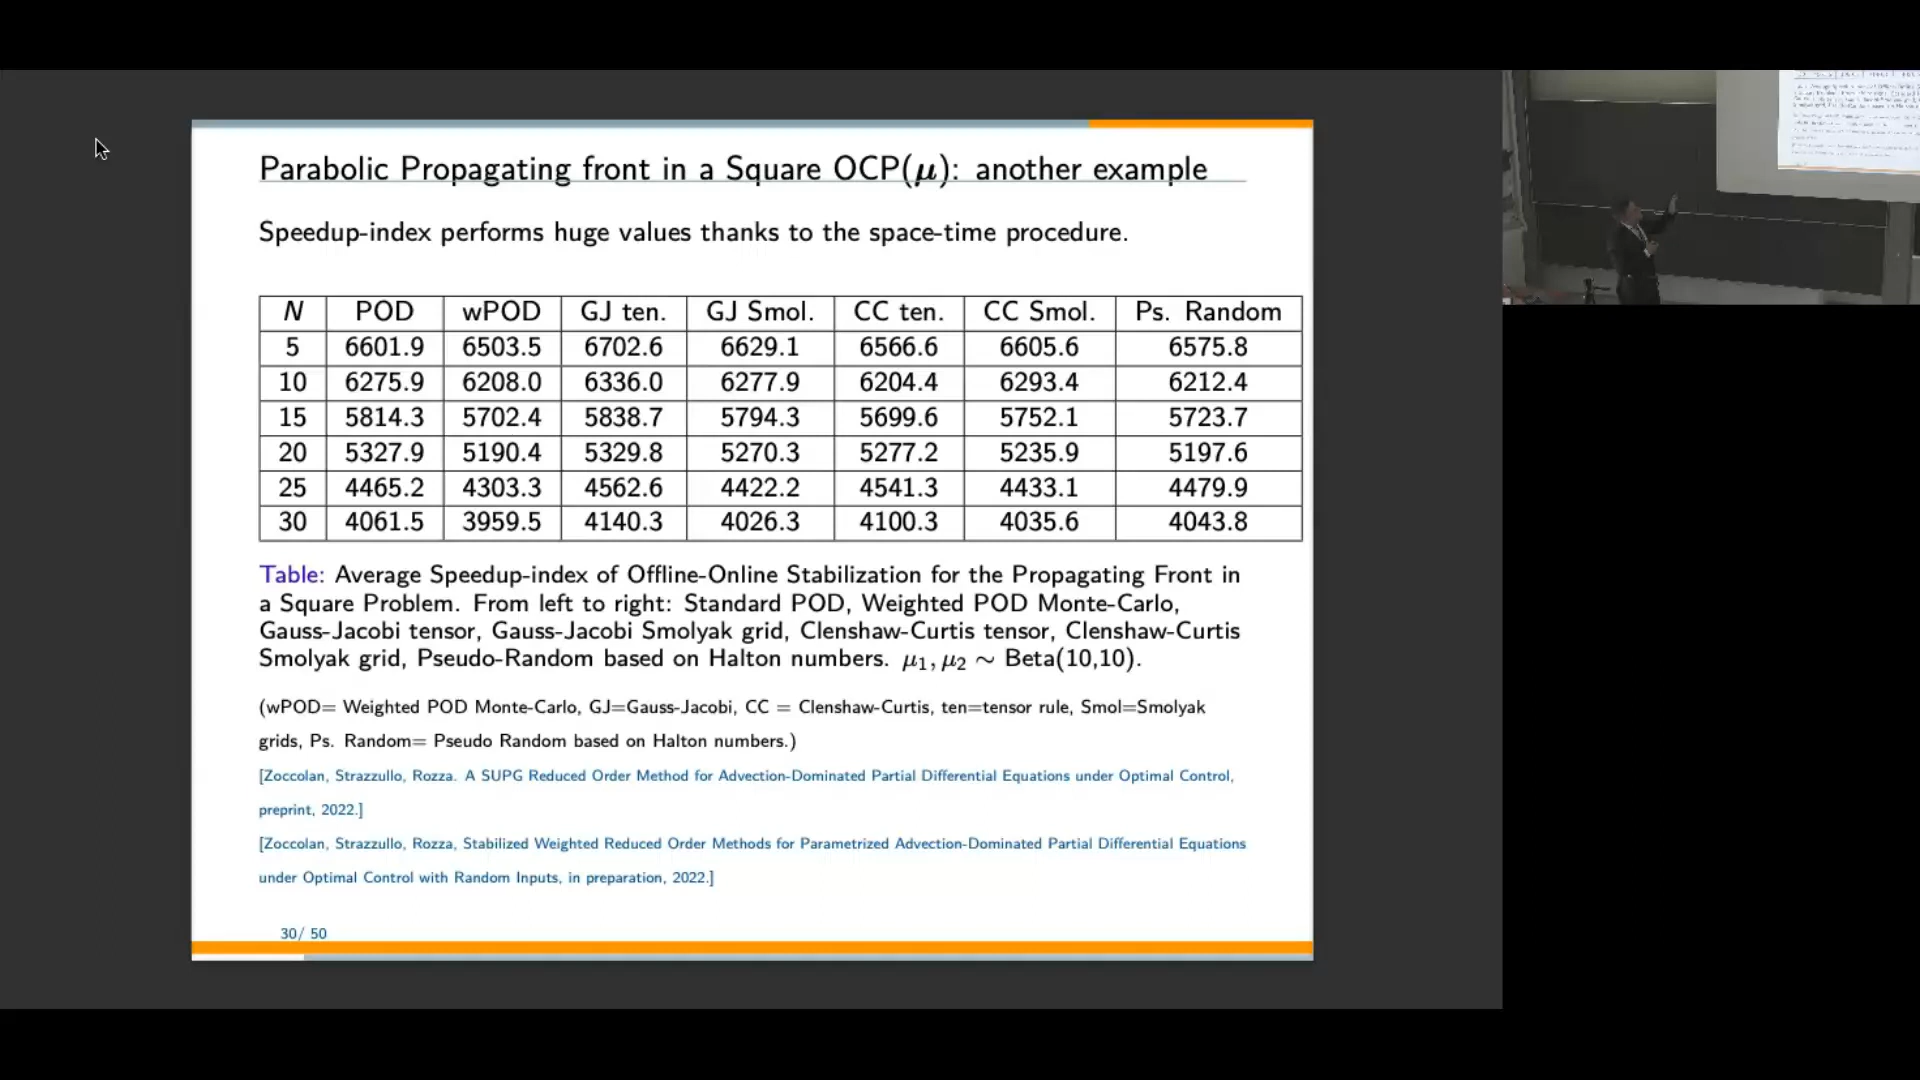 Parabolic Propagating front in a Square OCP(μ): another example
Speedup-index performs huge values thanks to the space-time procedure.
N POD wPOD GJ ten. GJ Smol. CC ten. CC Smol. Ps. Random
5 6601.9 6503.5 6702.6 6629.1 6566.6 6605.6 6575.8
10 6275.9 6208.0 6336.0 6277.9 6204.4 6293.4 6212.4
15 5814.3 5702.4 5838.7 5794.3 5699.6 5752.1 5723.7
20 5327.9 5190.4 5329.8 5270.3 5277.2 5235.9 5197.6
25 4465.2 4303.3 4562.6 4422.2 4541.3 4433.1 4479.9
30 4061.5 3959.5 4140.3 4026.3 4100.3 4035.6 4043.8
Table: Average Speedup-index of Offline-Online Stabilization for the Propagating Front in
a Square Problem. From left to right: Standard POD, Weighted POD Monte-Carlo,
Gauss-Jacobi tensor, Gauss-Jacobi Smolyak grid, Clenshaw-Curtis tensor, Clenshaw-Curtis
Smolyak grid, Pseudo-Random based on Halton numbers. μ₁, μ₂ ∼ Beta(10,10).
(wPOD= Weighted POD Monte-Carlo, GJ=Gauss-Jacobi, CC = Clenshaw-Curtis, ten=tensor rule, Smol=Smolyak
grids, Ps. Random= Pseudo Random based on Halton numbers.)
[Zoccolan, Strazzullo, Rozza. A SUPG Reduced Order Method for Advection-Dominated Partial Differential Equations under Optimal Control,
preprint, 2022.]
[Zoccolan, Strazzullo, Rozza, Stabilized Weighted Reduced Order Methods for Parametrized Advection-Dominated Partial Differential Equations
under Optimal Control with Random Inputs, in preparation, 2022.]
30/ 50